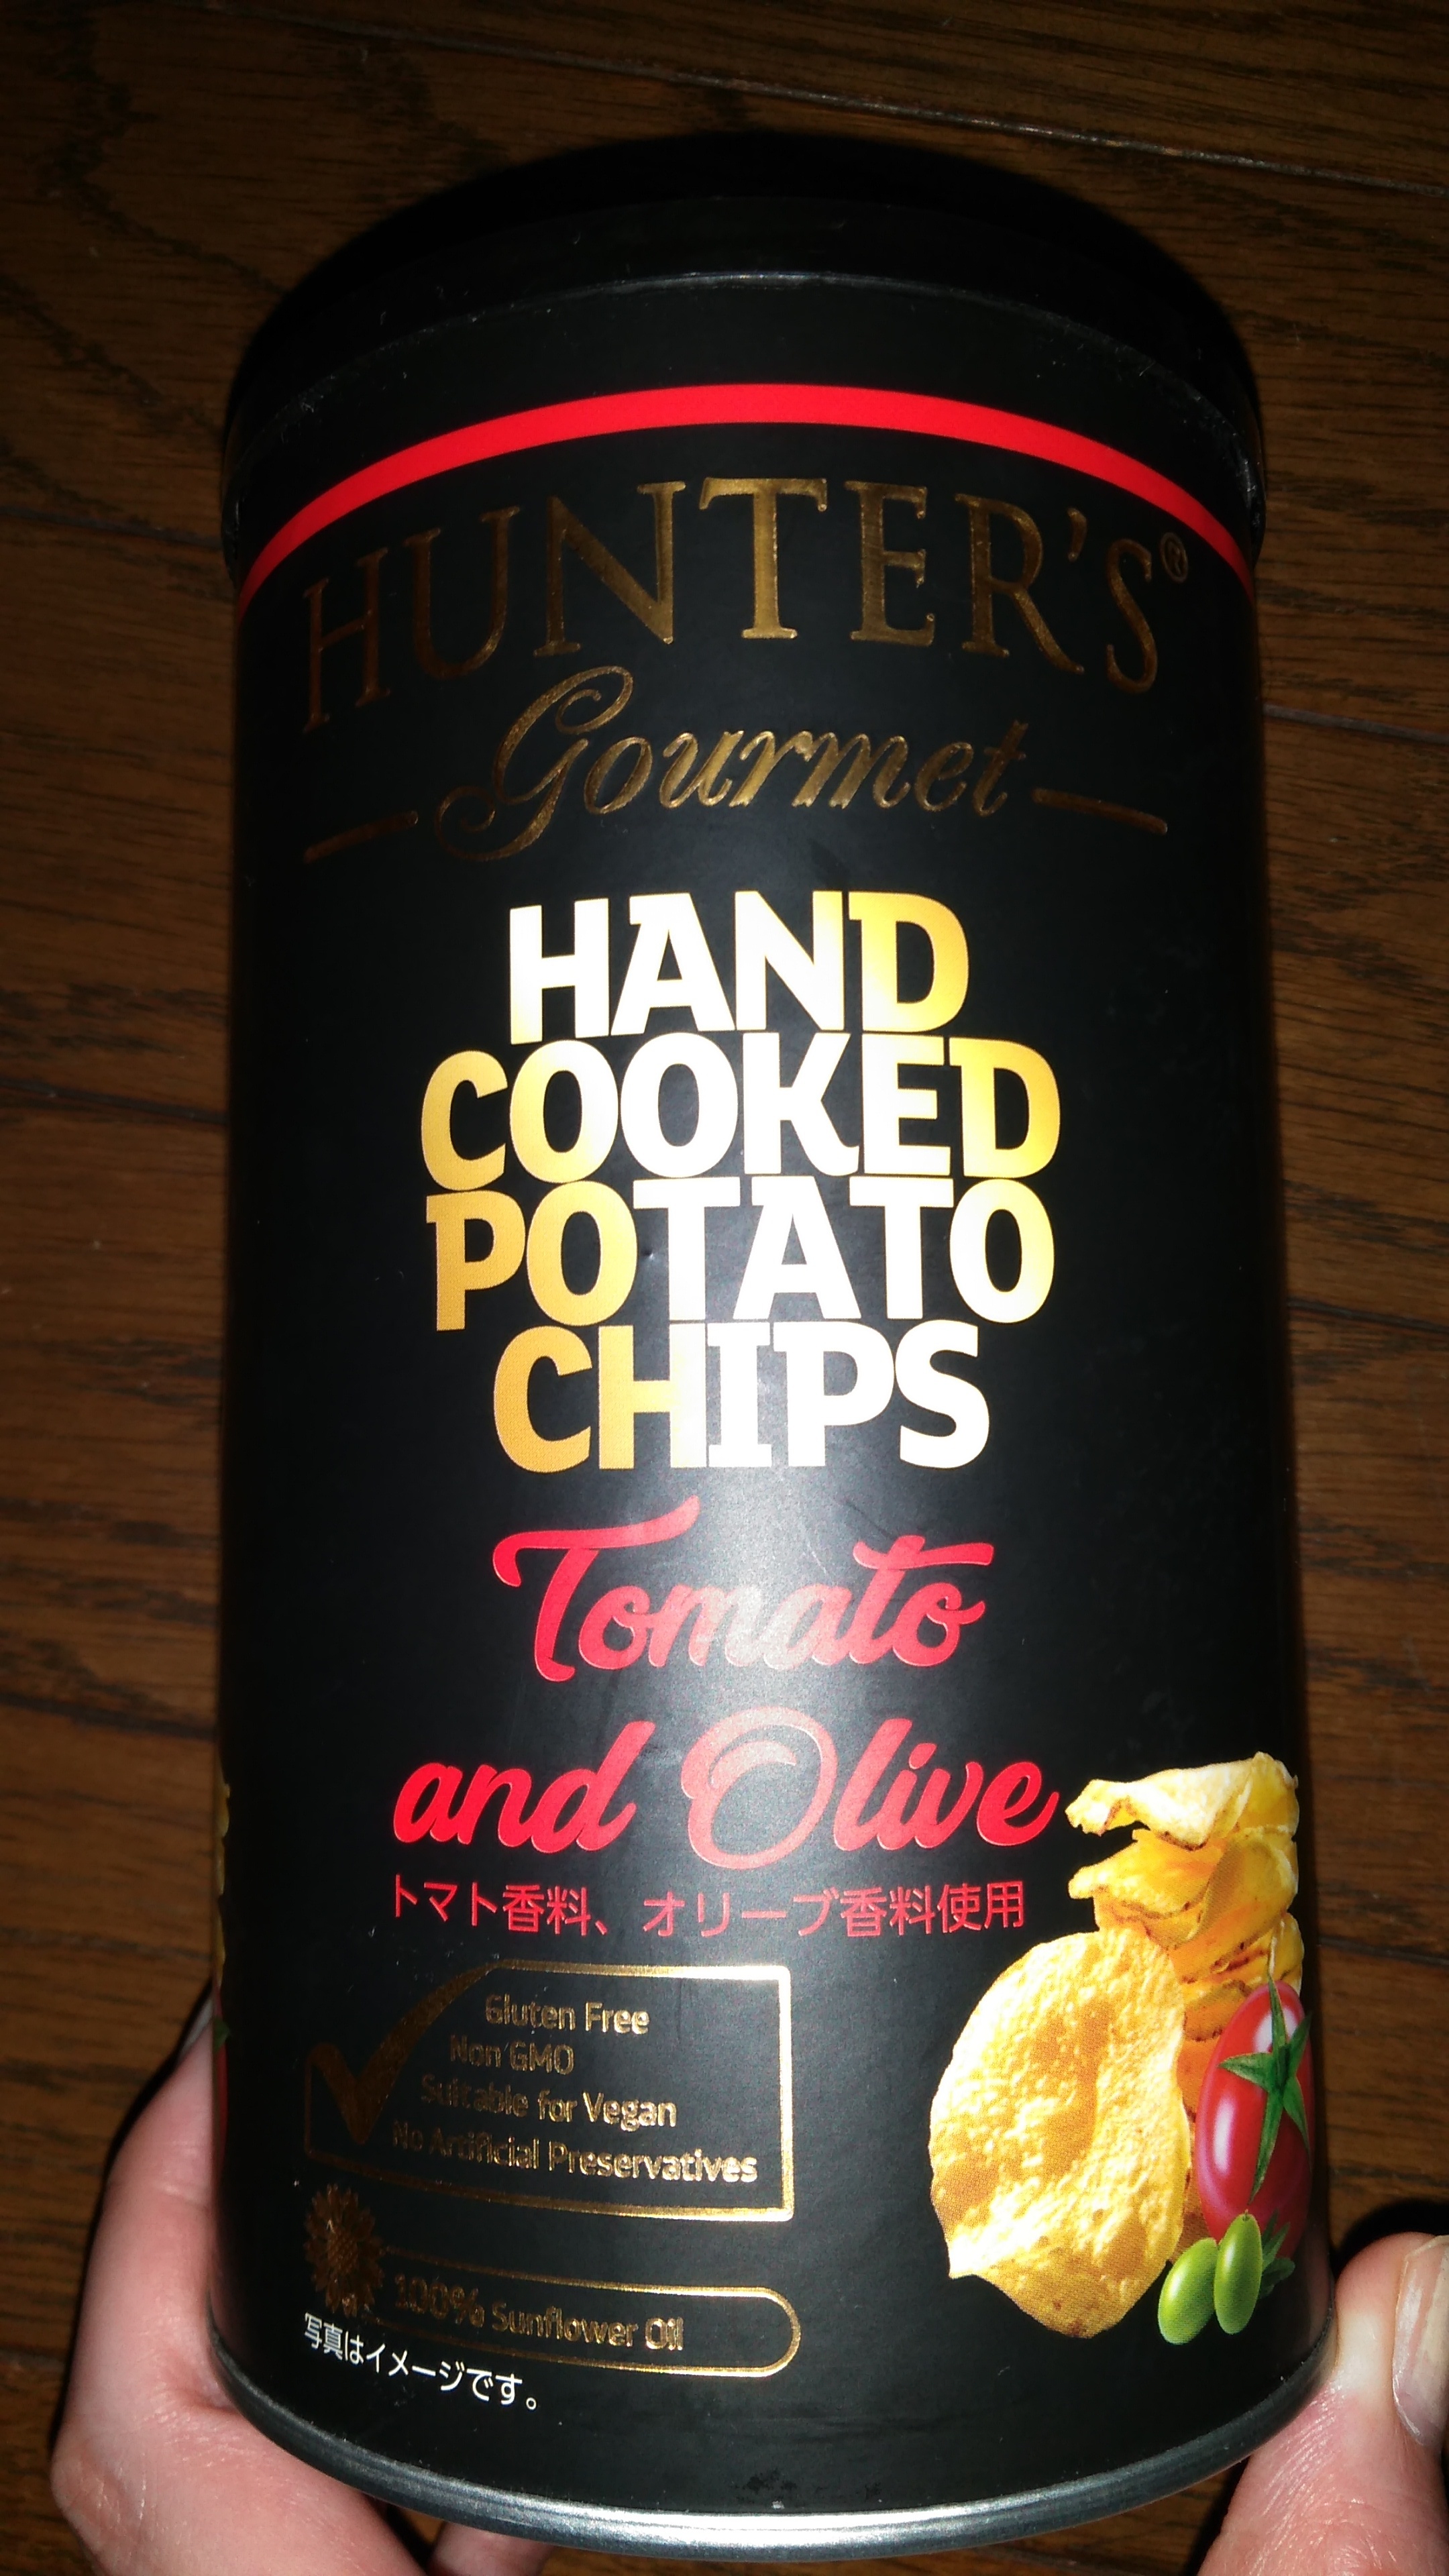 HUNTER'S®
Gourmet
HAND
COOKED
POTATO
CHIPS
Tomato
and Olive
トマト香料、オリーブ香料使用
Gluten Free
Non GMO
Suitable for Vegan
No Artificial Preservatives
100% Sunflower Oil
写真はイメージです。